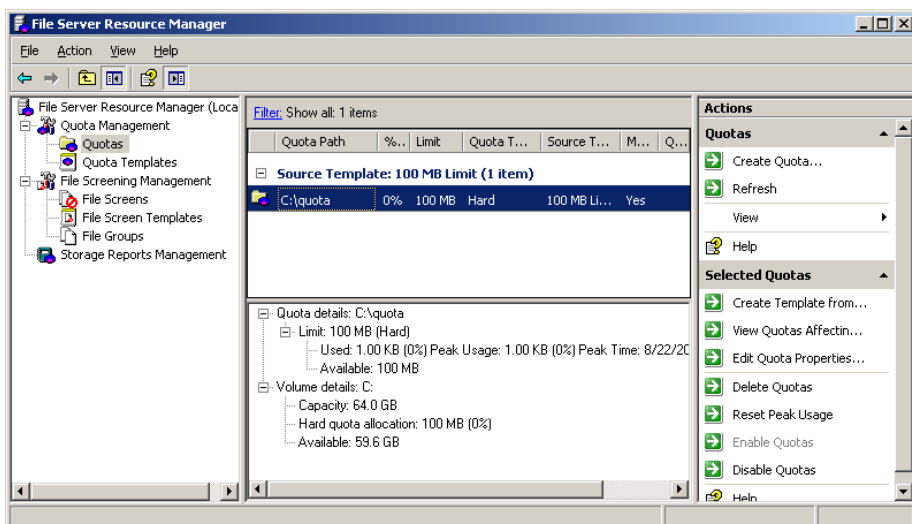 File Server Resource Manager
File Action View Help
File Server Resource Manager (Loca
Quota Management
Quotas
Quota Templates
File Screening Management
File Screens
File Screen Templates
File Groups
Storage Reports Management
Filter: Show all: 1 items
Quota Path %.. Limit Quota T... Source T... M... Q...
Source Template: 100 MB Limit (1 item)
C:\quota 0% 100 MB Hard 100 MB Li... Yes
Quota details: C:\quota
Limit: 100 MB (Hard)
Used: 1.00 KB (0%) Peak Usage: 1.00 KB (0%) Peak Time: 8/22/20
Available: 100 MB
Volume details: C:
Capacity: 64.0 GB
Hard quota allocation: 100 MB (0%)
Available: 59.6 GB
Actions
Quotas
Create Quota...
Refresh
View
Help
Selected Quotas
Create Template from...
View Quotas Affectin...
Edit Quota Properties...
Delete Quotas
Reset Peak Usage
Enable Quotas
Disable Quotas
Help